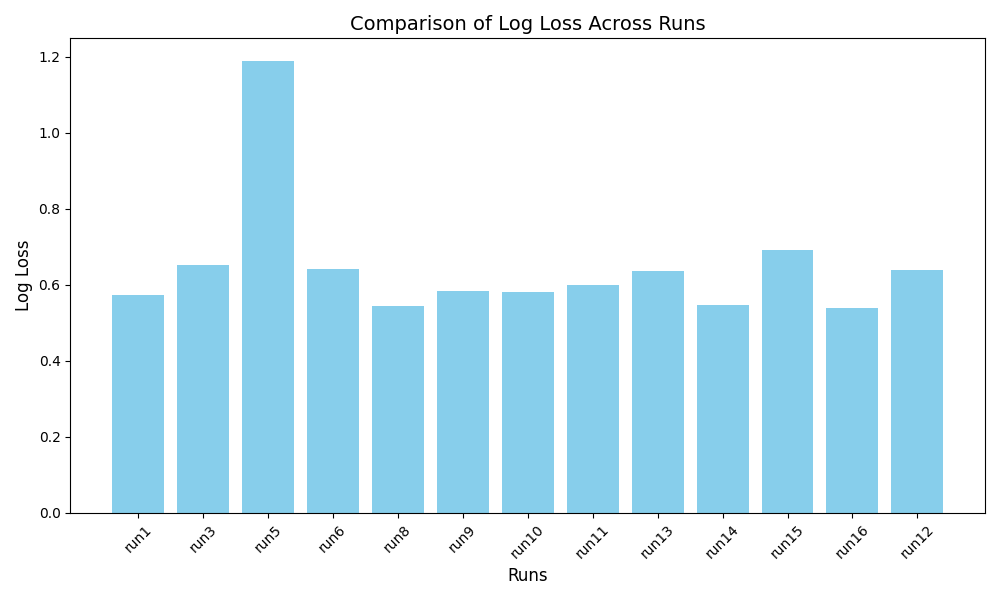 Comparison of Log Loss Across Runs
Log Loss
1.2
1.0
0.8
0.6
0.4
0.2
0.0
run1 run3 run5 run6 run8 run9 run10 run11 run13 run14 run15 run16 run12
Runs